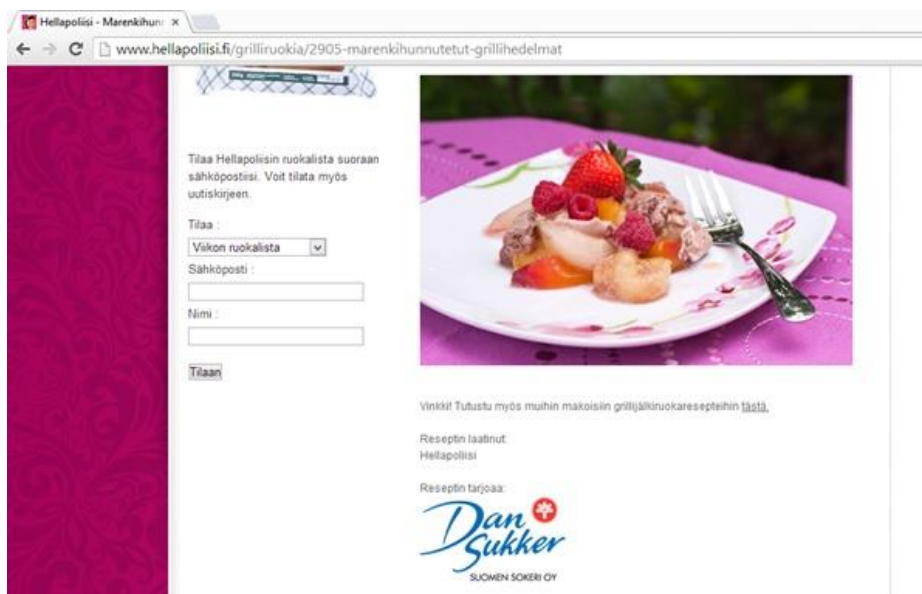 Hellapoliisi - Marenkihunn
www.hellapoliisi.fi/grilliruokia/2905-marenkihunnutetut-grillihedelmat
Tilaa Hellapoliisin ruokalista suoraan
sähköpostiisi. Voit tilata myös
uutiskirjeen.
Tilaa :
Viikon ruokalista
Sähköposti :
Nimi :
Tilaan
Vinkki! Tutustu myös muihin makoisiin grillijälkiruokaresepteihin tästä.
Reseptin laatinut:
Hellapoliisi
Reseptin tarjoaa:
Dan
Sukker
SUOMEN SOKERI OY